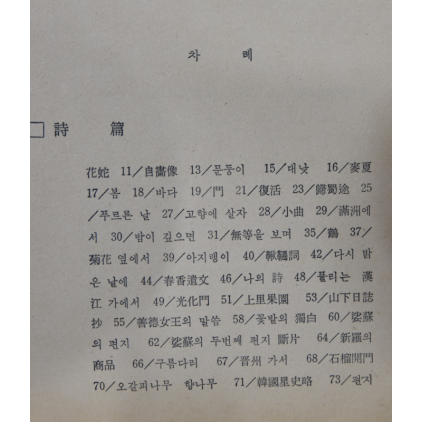 차 례
□ 詩 篇
花蛇 11/自畵像 13/문둥이 15/대낮 16/麥夏
17/봄 18/바다 19/門 21/復活 23/歸蜀途 25
/푸르른 날 27/고향에 살자 28/小曲 29/滿洲에
서 30/밤이 깊으면 31/無等을 보며 35/鶴 37/
菊花 옆에서 39/아지랭이 40/鞦韆詞 42/다시 밝
은 날에 44/春香遺文 46/나의 詩 48/풀리는 漢
江 가에서 49/光化門 51/上里果園 53/山下日誌
抄 55/善德女王의 말씀 58/꽃밭의 獨白 60/娑蘇
의 편지 62/娑蘇의 두번째 편지 斷片 64/新羅의
商品 66/구름다리 67/晋州 가서 68/石榴開門
70/오갈피나무 향나무 71/韓國星史略 73/편지